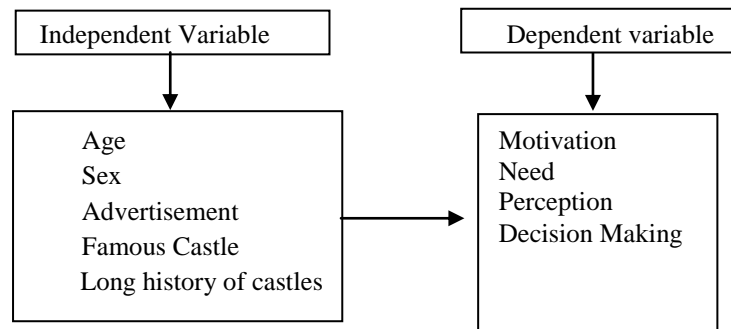 Independent Variable
Dependent variable
Age
Sex
Advertisement
Famous Castle
Long history of castles
Motivation
Need
Perception
Decision Making